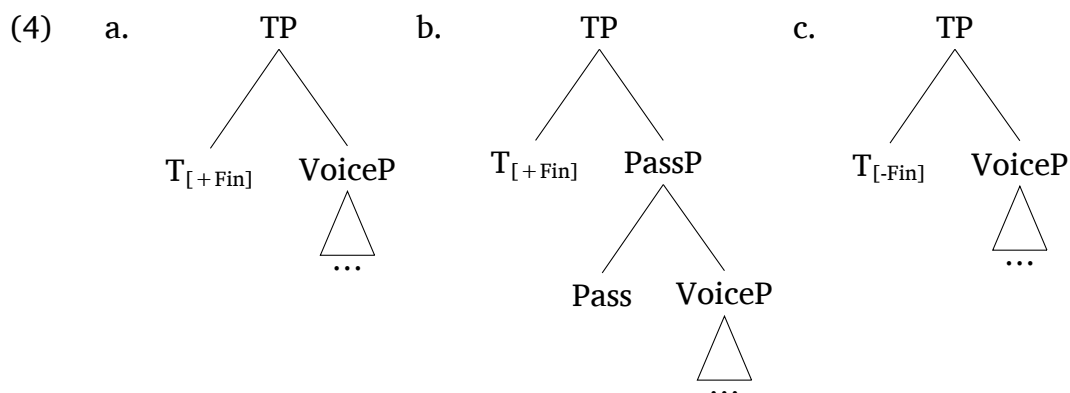 (4) a. TP b. TP c. TP
T[+Fin] VoiceP T[+Fin] PassP T[-Fin] VoiceP
... ...
Pass VoiceP
...